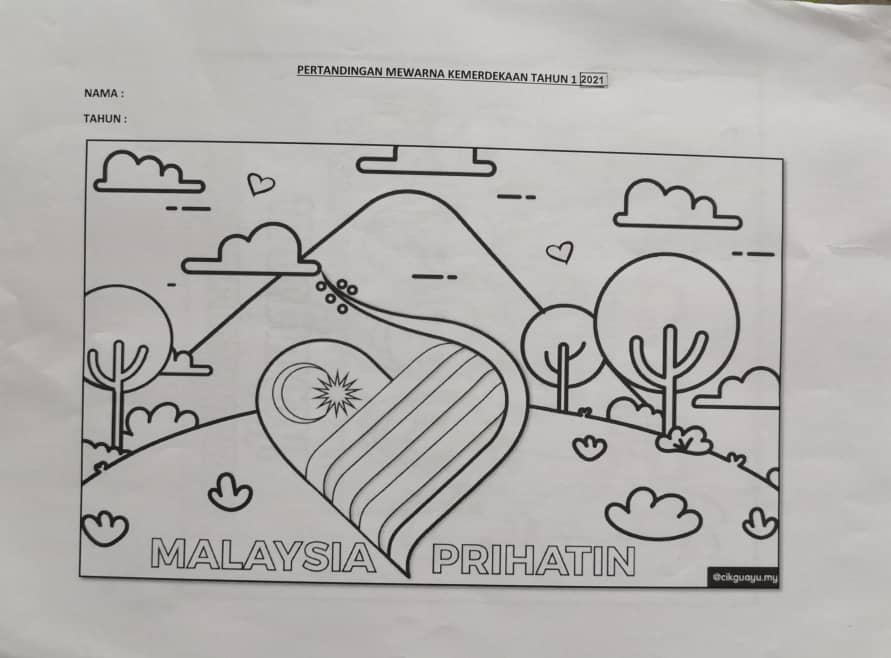 PERTANDINGAN MEWARNA KEMERDEKAAN TAHUN 1 2021
NAMA :
TAHUN :
MALAYSIA PRIHATIN
@cikguayu.my